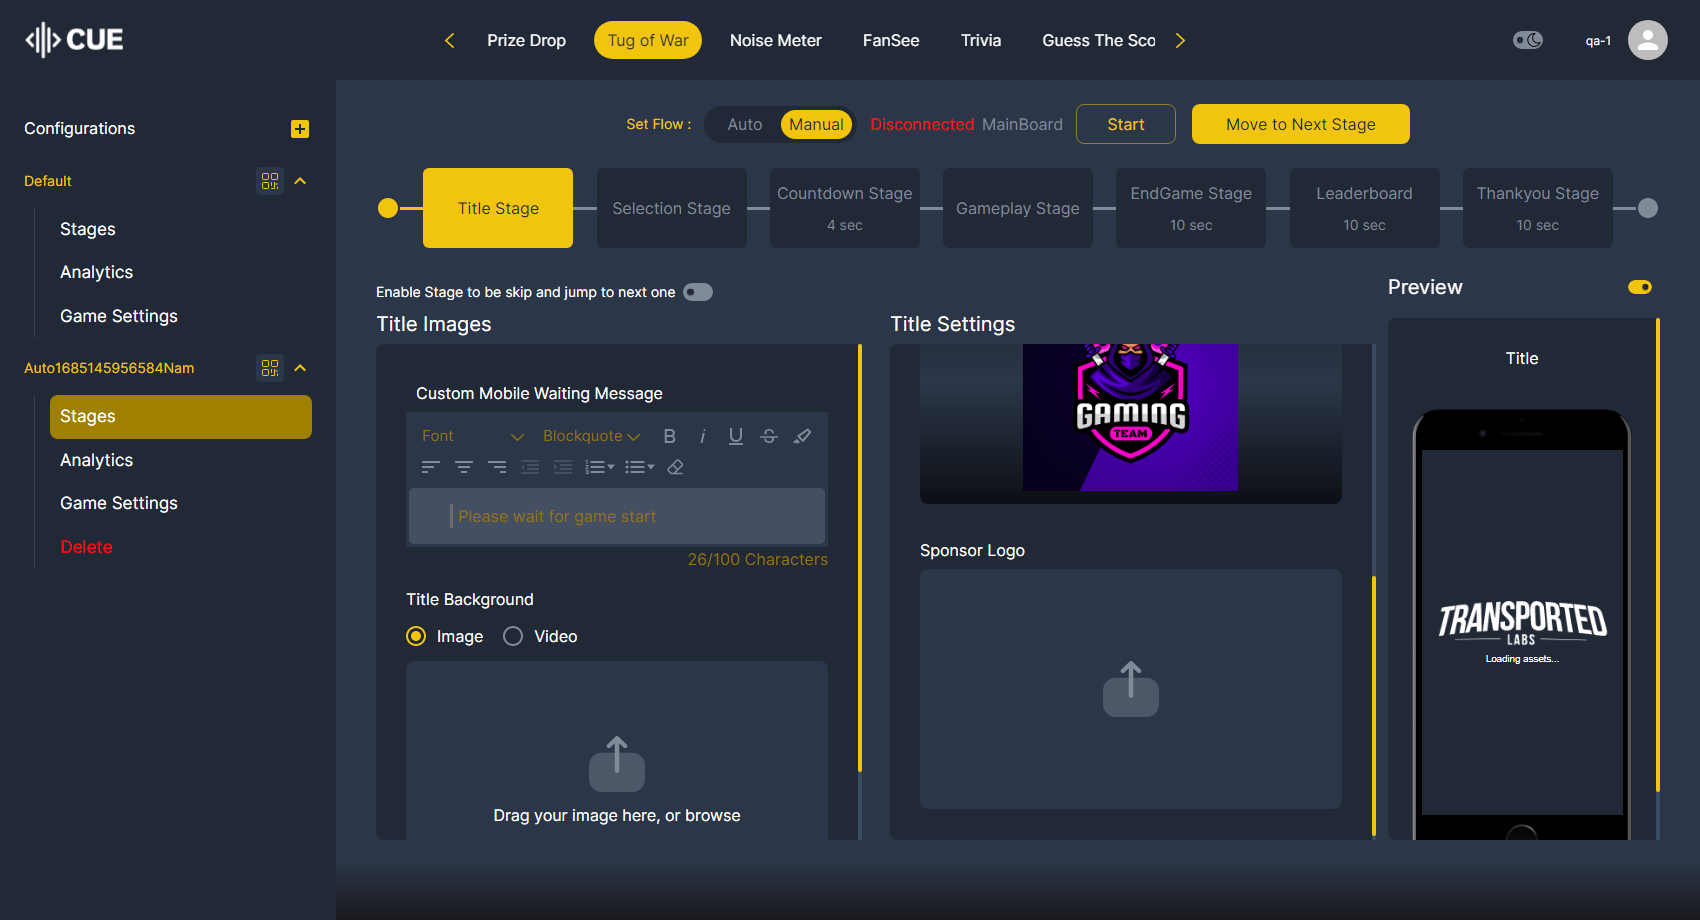 CUE
Prize Drop
Tug of War
Noise Meter
FanSee
Trivia
Guess The Sco
qa-1
Configurations
Default
Stages
Analytics
Game Settings
Auto1685145956584Nam
Stages
Analytics
Game Settings
Delete
Set Flow :
Auto
Manual
Disconnected MainBoard
Start
Move to Next Stage
Title Stage
Selection Stage
Countdown Stage
4 sec
Gameplay Stage
EndGame Stage
10 sec
Leaderboard
10 sec
Thankyou Stage
10 sec
Enable Stage to be skip and jump to next one
Title Images
Custom Mobile Waiting Message
Font
Blockquote
B i U S
Please wait for game start
26/100 Characters
Title Background
Image
Video
Drag your image here, or browse
Title Settings
GAMING
TEAM
Sponsor Logo
Preview
Title
TRANSPORTED
LABS
Loading assets...